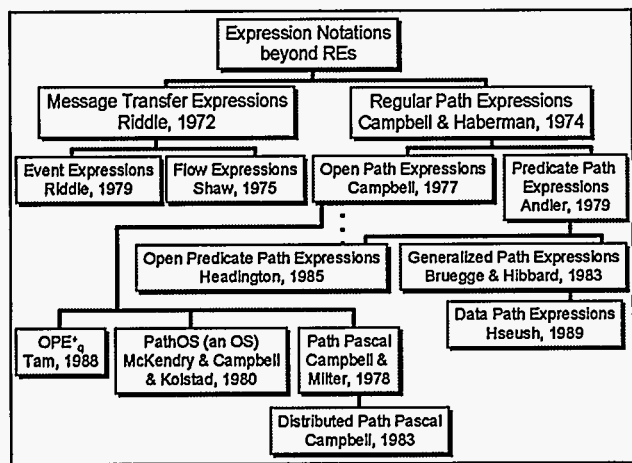 Expression Notations
beyond REs
Message Transfer Expressions
Riddle, 1972
Regular Path Expressions
Campbell & Haberman, 1974
Event Expressions
Riddle, 1979
Flow Expressions
Shaw, 1975
Open Path Expressions
Campbell, 1977
Predicate Path
Expressions
Andler, 1979
Open Predicate Path Expressions
Headington, 1985
Generalized Path Expressions
Bruegge & Hibbard, 1983
Data Path Expressions
Hseush, 1989
OPE+q
Tam, 1988
PathOS (an OS)
McKendry & Campbell
& Kolstad, 1980
Path Pascal
Campbell &
Milter, 1978
Distributed Path Pascal
Campbell, 1983